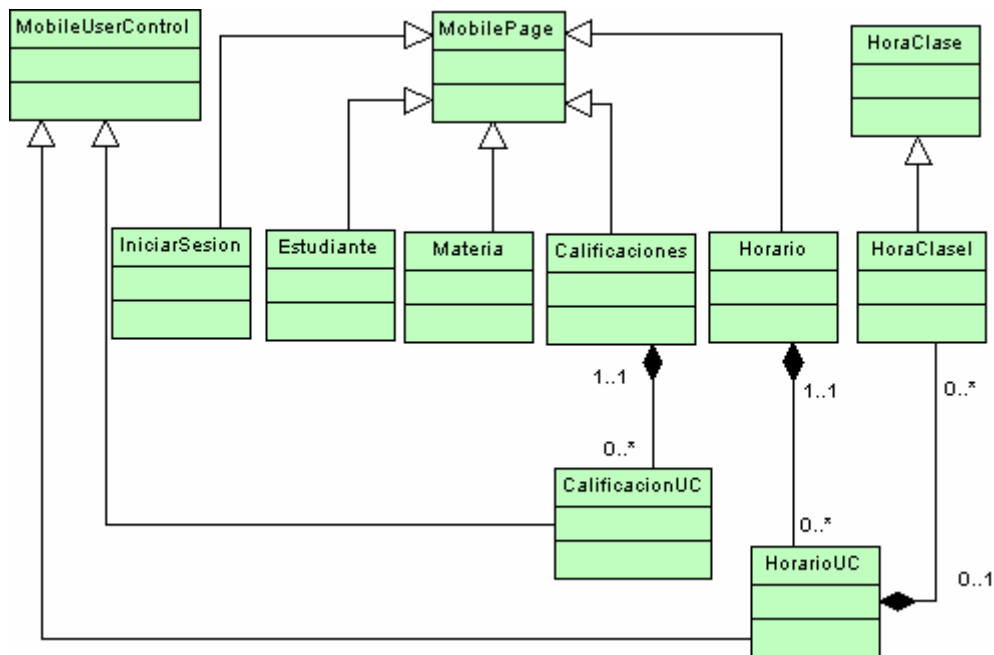 MobileUserControl
MobilePage
HoraClase
IniciarSesion
Estudiante
Materia
Calificaciones
Horario
HoraClaseI
1..1
1..1
0..*
0..*
CalificacionUC
0..*
HorarioUC
0..1